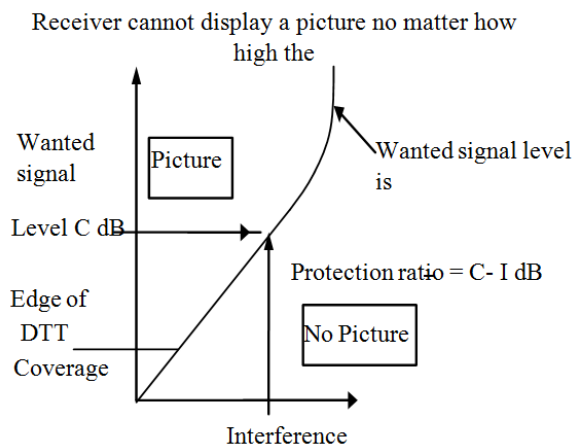 Receiver cannot display a picture no matter how
high the
Wanted
signal
Picture
Wanted signal level
is
Level C dB
Protection ratio = C- I dB
Edge of
DTT
Coverage
No Picture
Interference